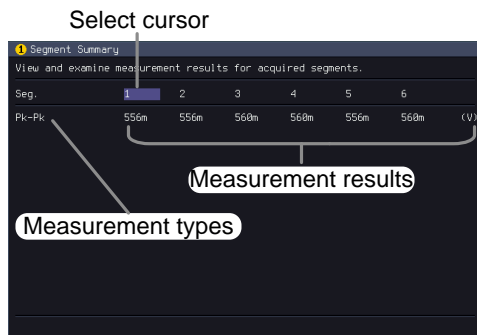 Select cursor
1 Segment Summary
View and examine measurement results for acquired segments.
Seg. 1 2 3 4 5 6
Pk-Pk 556m 556m 560m 560m 556m 560m (V)
Measurement results
Measurement types